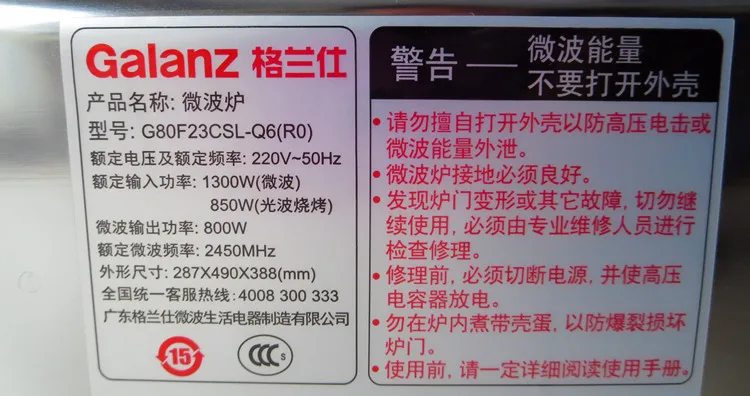 Galanz 格兰仕
产品名称: 微波炉
型号: G80F23CSL-Q6(R0)
额定电压及额定频率: 220V~50Hz
额定输入功率: 1300W(微波)
850W(光波烧烤)
微波输出功率: 800W
额定微波频率: 2450MHz
外形尺寸: 287X490X388(mm)
全国统一客服热线: 4008 300 333
广东格兰仕微波生活电器制造有限公司
15
CCC S
警告 — 微波能量
不要打开外壳
• 请勿擅自打开外壳以防高压电击或
微波能量外泄。
• 微波炉接地必须良好。
• 发现炉门变形或其它故障, 切勿继
续使用, 必须由专业维修人员进行
检查修理。
• 修理前, 必须切断电源, 并使高压
电容器放电。
• 勿在炉内煮带壳蛋, 以防爆裂损坏
炉门。
• 使用前, 请一定详细阅读使用手册.